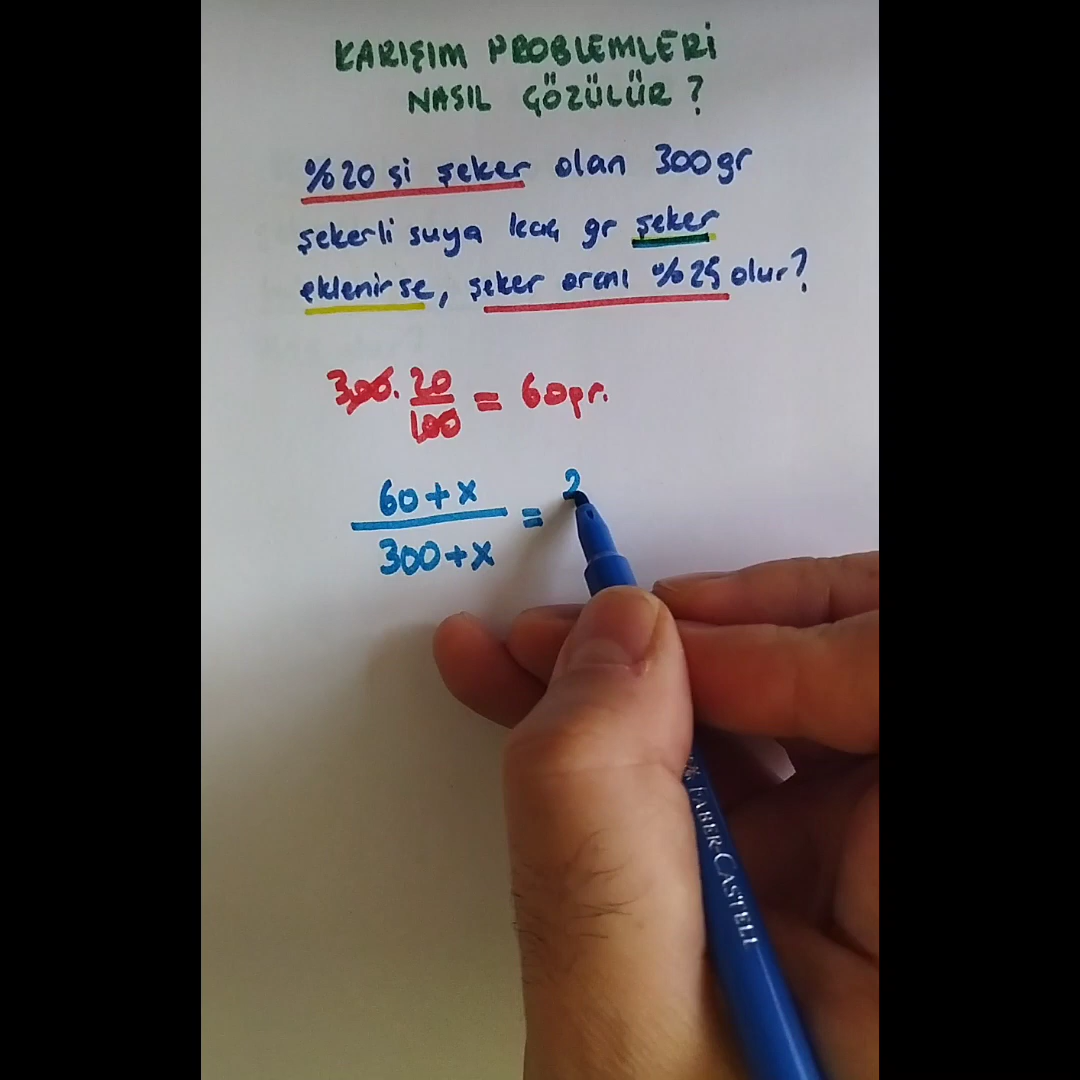 KARIŞIM PROBLEMLERİ
NASIL ÇÖZÜLÜR?
%20 si şeker olan 300gr
şekerli suya kaç gr şeker
eklenirse, şeker oranı %25 olur?
300. 20/100 = 60gr.
60+x/300+x = 2
FABER-CASTELL